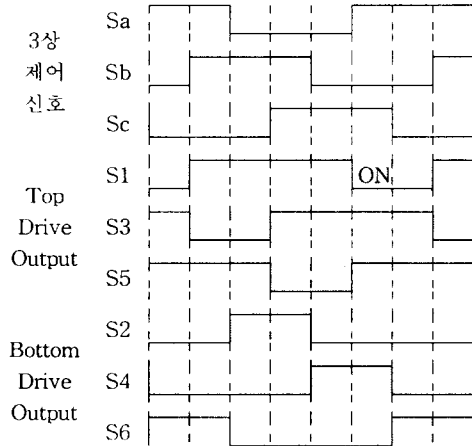 3상
제어
신호
Sa
Sb
Sc
Top
Drive
Output
S1
ON
S3
S5
Bottom
Drive
Output
S2
S4
S6